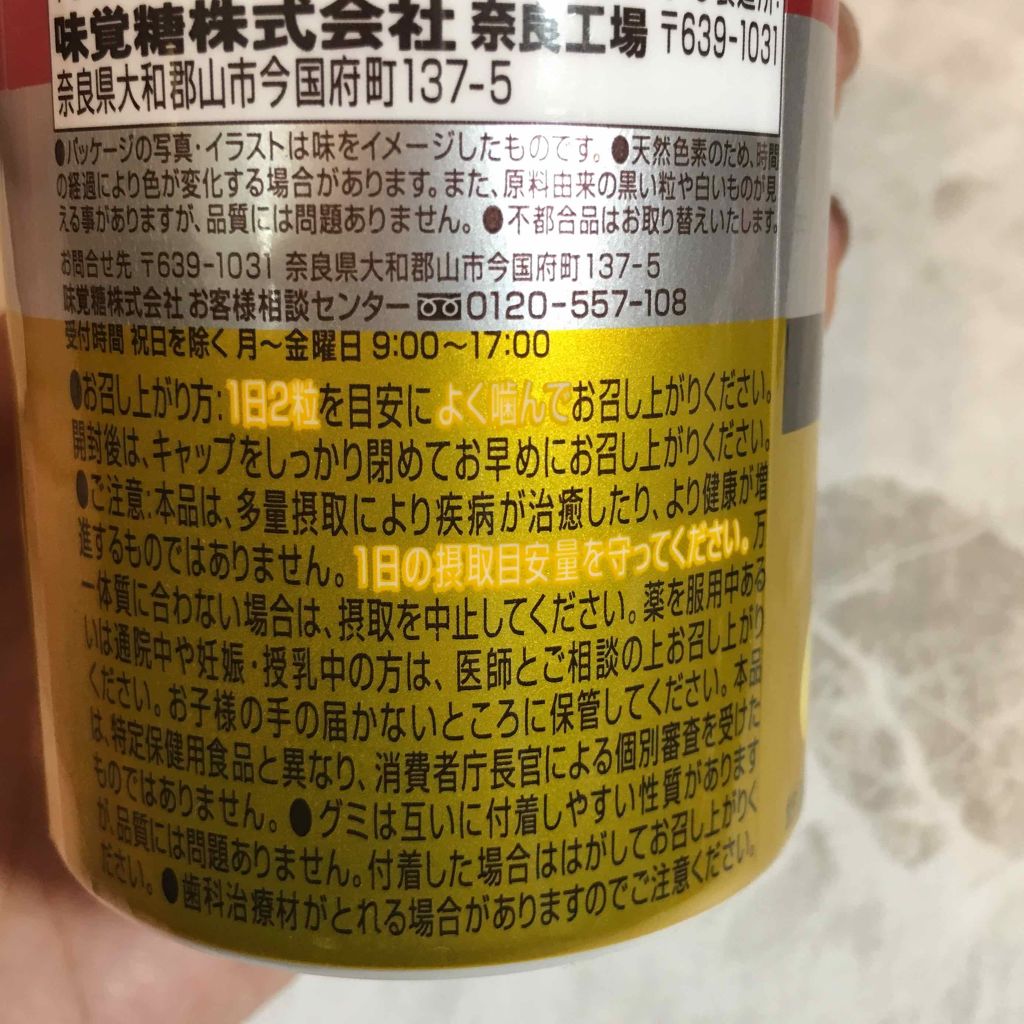 味覚糖株式会社 奈良工場 〒639-1031
奈良県大和郡山市今国府町137-5
●パッケージの写真・イラストは味をイメージしたものです。●天然色素のため、時間
の経過により色が変化する場合があります。また、原料由来の黒い粒や白いものが見
える事がありますが、品質には問題ありません。●不都合品はお取り替えいたします。
お問合せ先 〒639-1031 奈良県大和郡山市今国府町137-5
味覚糖株式会社 お客様相談センター 0120-557-108
受付時間 祝日を除く 月～金曜日 9:00～17:00
●お召し上がり方:1日2粒を目安によく噛んでお召し上がりください。
開封後は、キャップをしっかり閉めてお早めにお召し上がりください。
●ご注意:本品は、多量摂取により疾病が治癒したり、より健康が増
進するものではありません。1日の摂取目安量を守ってください。万
一体質に合わない場合は、摂取を中止してください。薬を服用中ある
いは通院中や妊娠・授乳中の方は、医師とご相談の上お召し上がり
ください。お子様の手の届かないところに保管してください。本品
は、特定保健用食品と異なり、消費者庁長官による個別審査を受けた
ものではありません。●グミは互いに付着しやすい性質があります
が、品質には問題ありません。付着した場合ははがしてお召し上がりく
ださい。●歯科治療材がとれる場合がありますのでご注意ください。